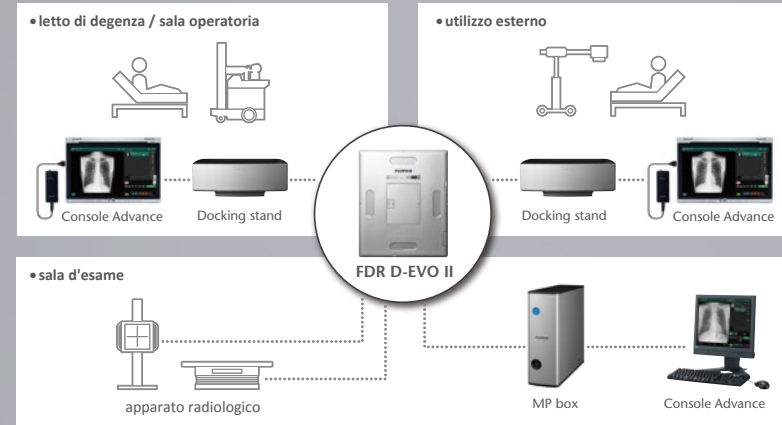 •letto di degenza / sala operatoria
Console Advance
Docking stand
•utilizzo esterno
Docking stand
Console Advance
FUJIFILM
FDR D-EVO II
•sala d'esame
apparato radiologico
MP box
Console Advance